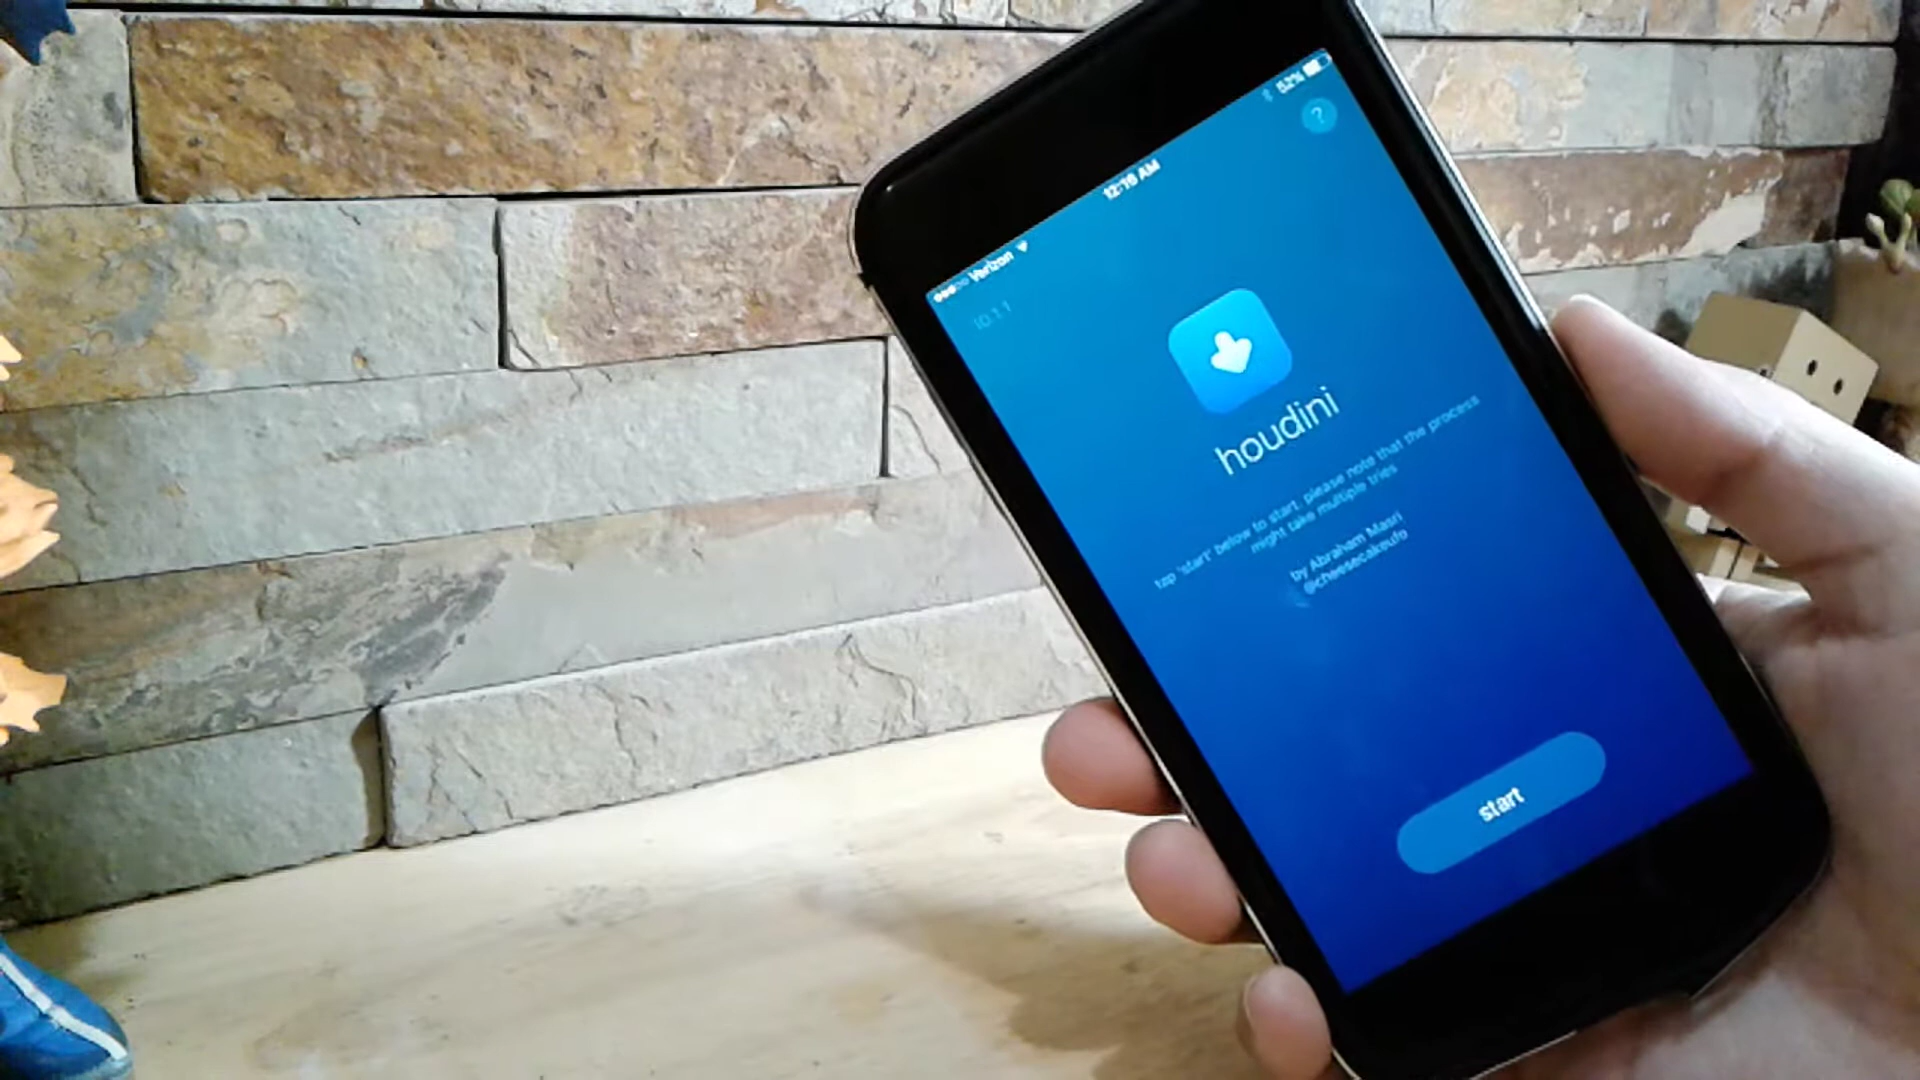 Verizon
12:16 AM
52%
?
10.1.1
houdini
tap 'start' below to start. please note that the process
might take multiple tries
by Abraham Masri
@cheesecakeufo
start